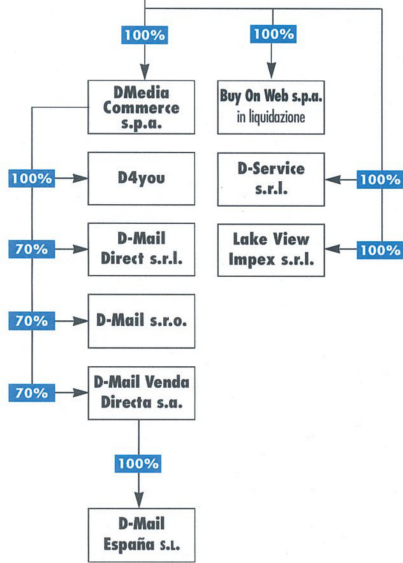 100%
100%
DMedia
Commerce
s.p.a.
Buy On Web s.p.a.
in liquidazione
100%
D4you
D-Service
s.r.l.
100%
70%
D-Mail
Direct s.r.l.
Lake View
Impex s.r.l.
100%
70%
D-Mail s.r.o.
70%
D-Mail Venda
Directa s.a.
100%
D-Mail
España S.L.